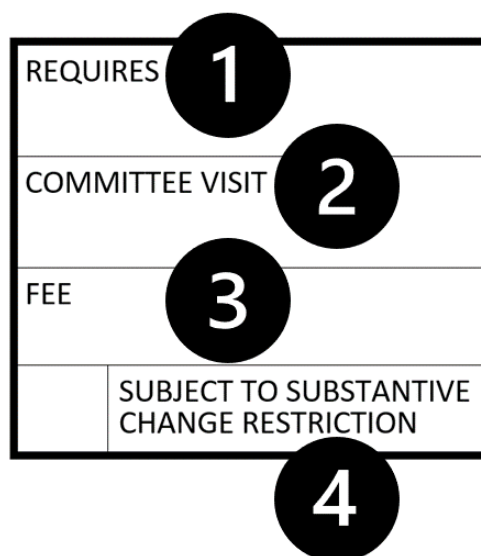 REQUIRES 1
COMMITTEE VISIT 2
FEE 3
SUBJECT TO SUBSTANTIVE
CHANGE RESTRICTION
4